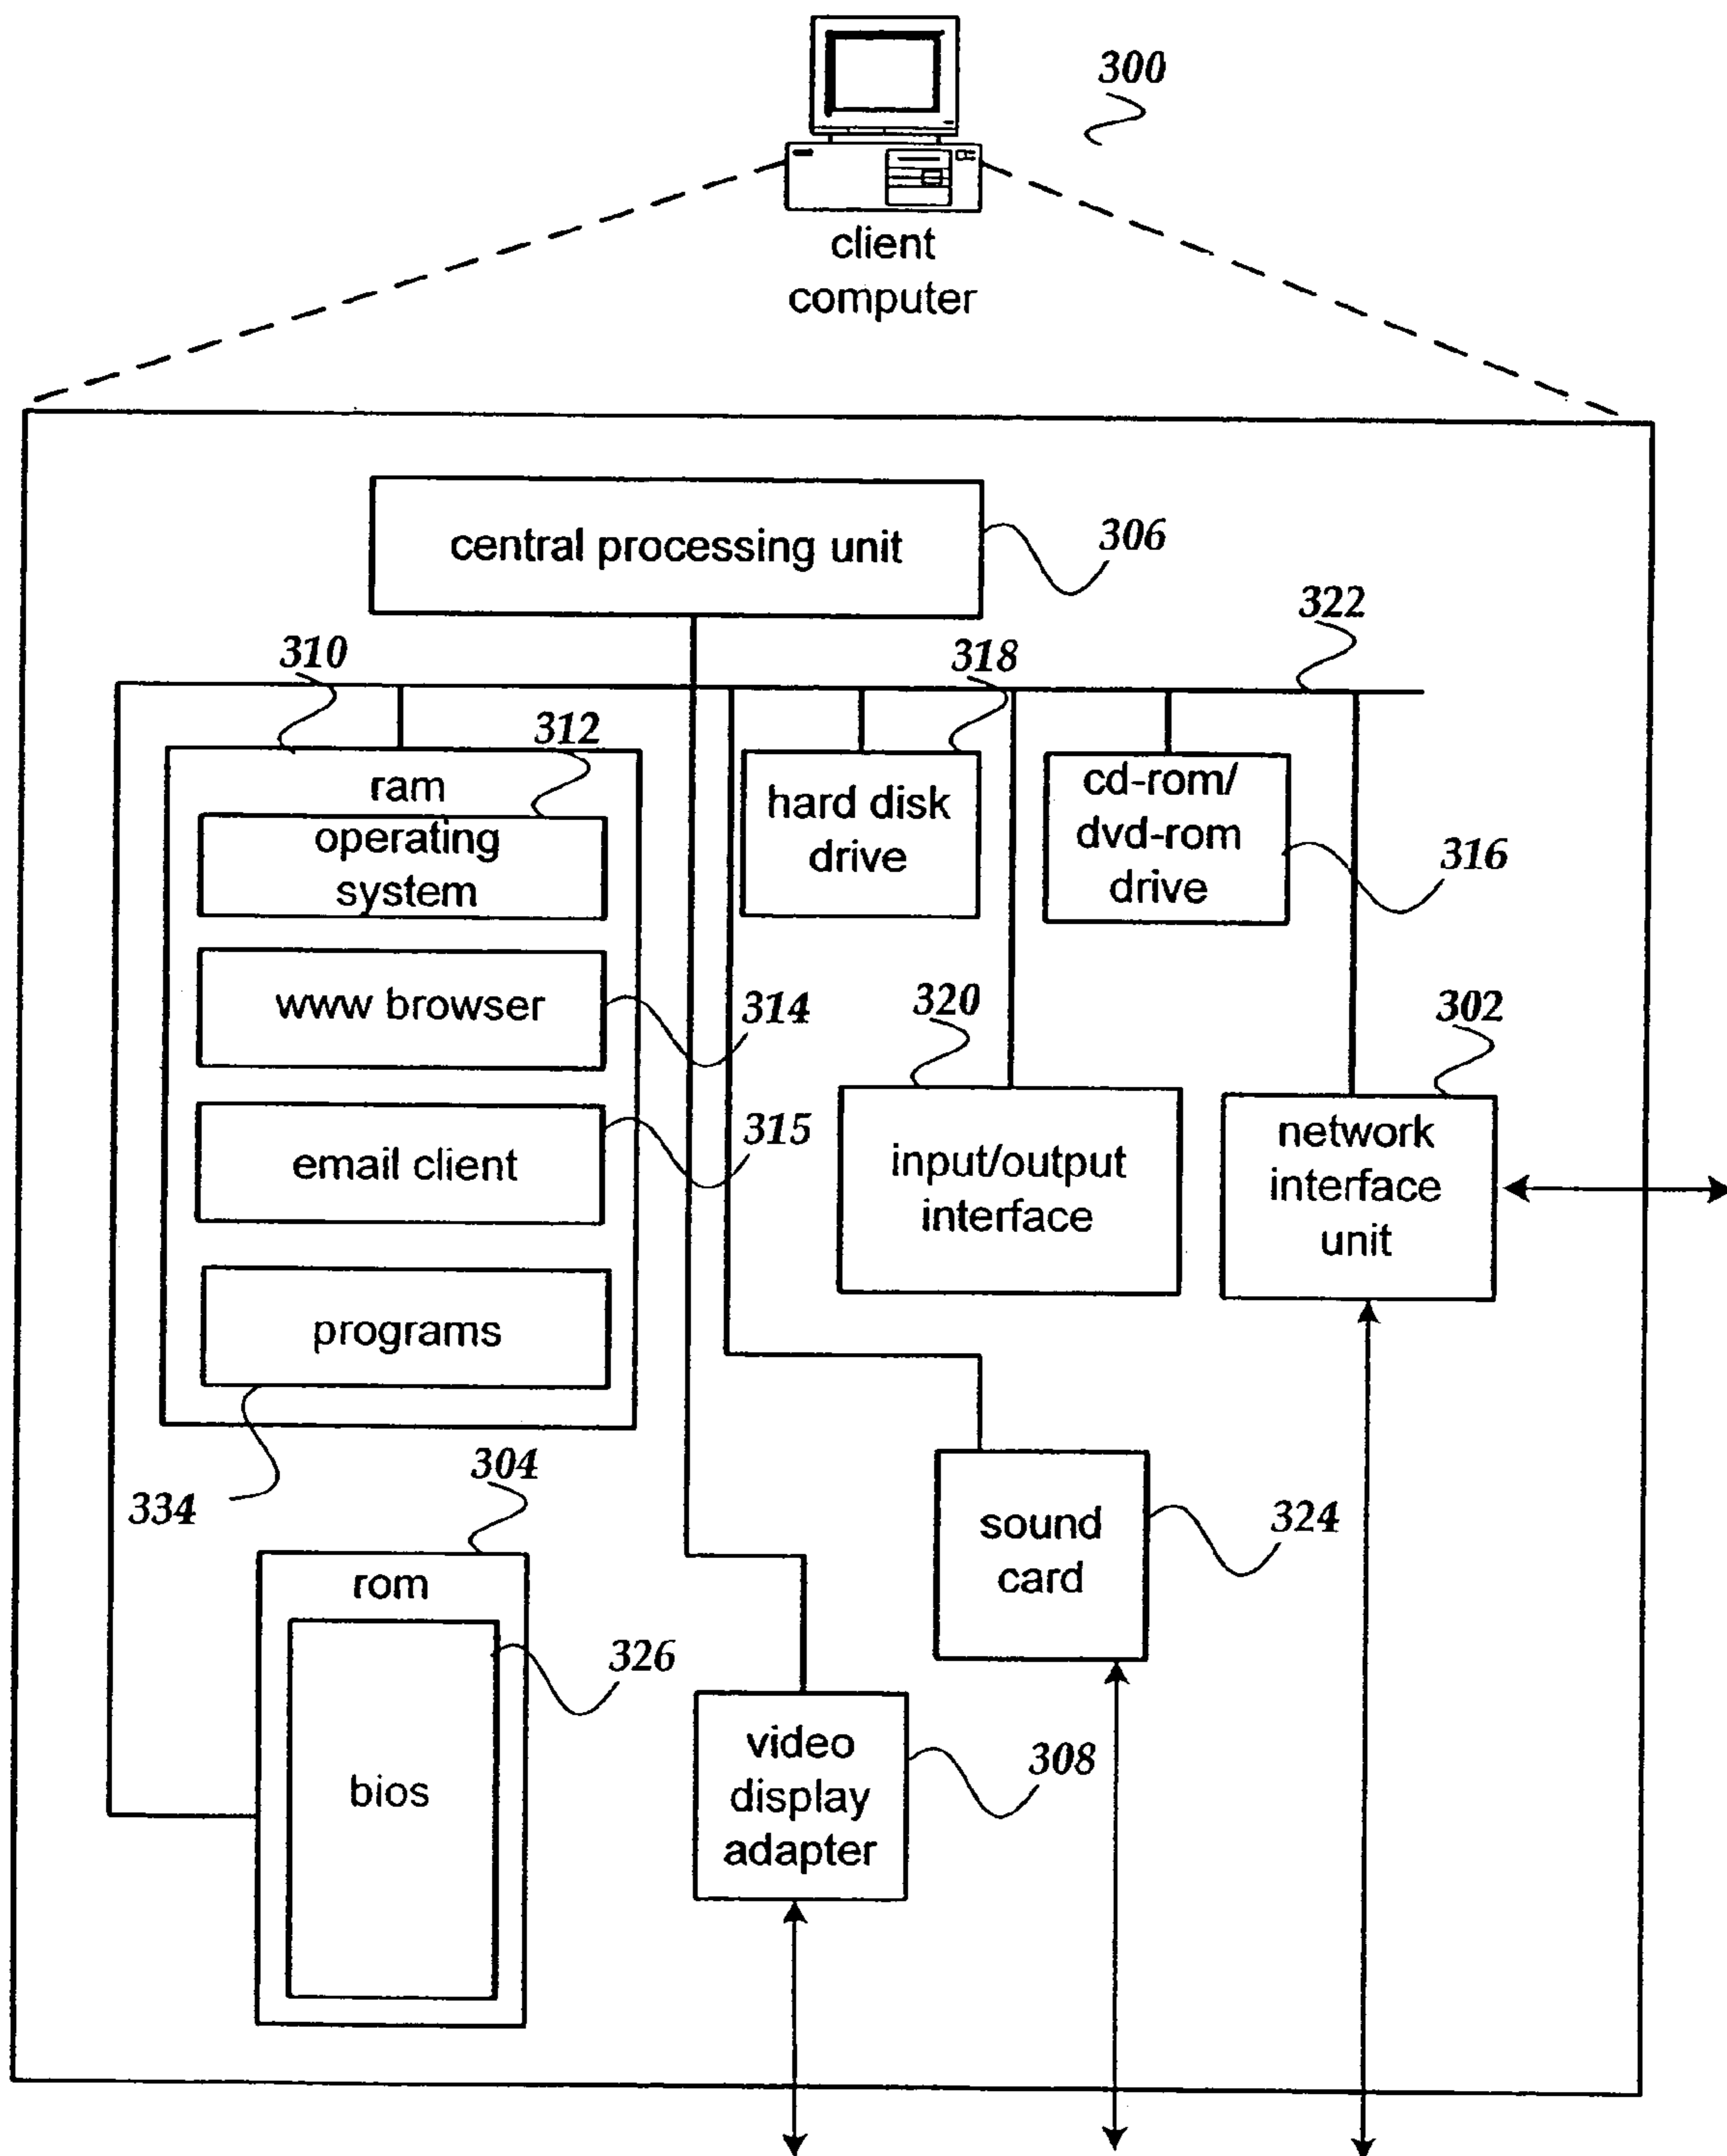 300
client
computer
central processing unit
306
322
310
318
312
ram
operating
system
hard disk
drive
cd-rom/
dvd-rom
drive
316
www browser
314
320
302
email client
315
input/output
interface
network
interface
unit
programs
334
304
sound
card
324
rom
326
bios
video
display
adapter
308